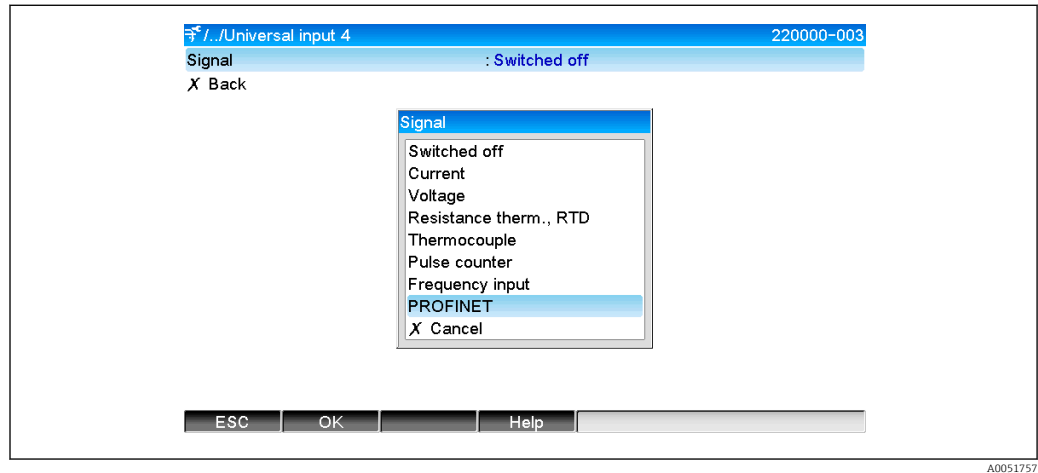 /../Universal input 4 220000-003
Signal : Switched off
X Back
Signal
Switched off
Current
Voltage
Resistance therm., RTD
Thermocouple
Pulse counter
Frequency input
PROFINET
X Cancel
ESC OK Help
A0051757